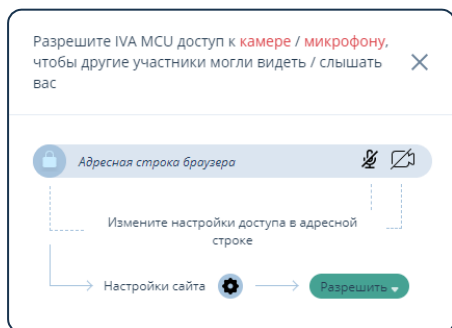 Разрешите IVA MCU доступ к камере / микрофону,
чтобы другие участники могли видеть / слышать
вас
Адресная строка браузера
Измените настройки доступа в адресной
строке
Настройки сайта
Разрешить